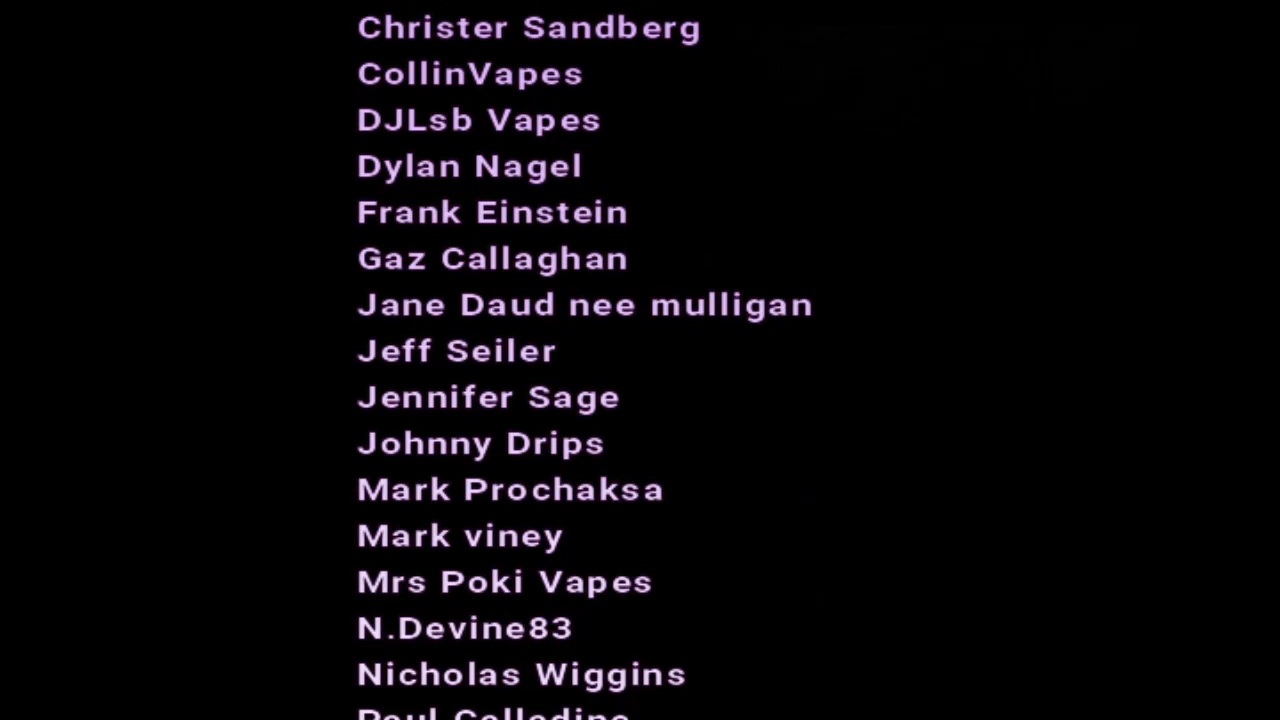 Christer Sandberg
CollinVapes
DJLsb Vapes
Dylan Nagel
Frank Einstein
Gaz Callaghan
Jane Daud nee mulligan
Jeff Seiler
Jennifer Sage
Johnny Drips
Mark Prochaksa
Mark viney
Mrs Poki Vapes
N.Devine83
Nicholas Wiggins
Paul